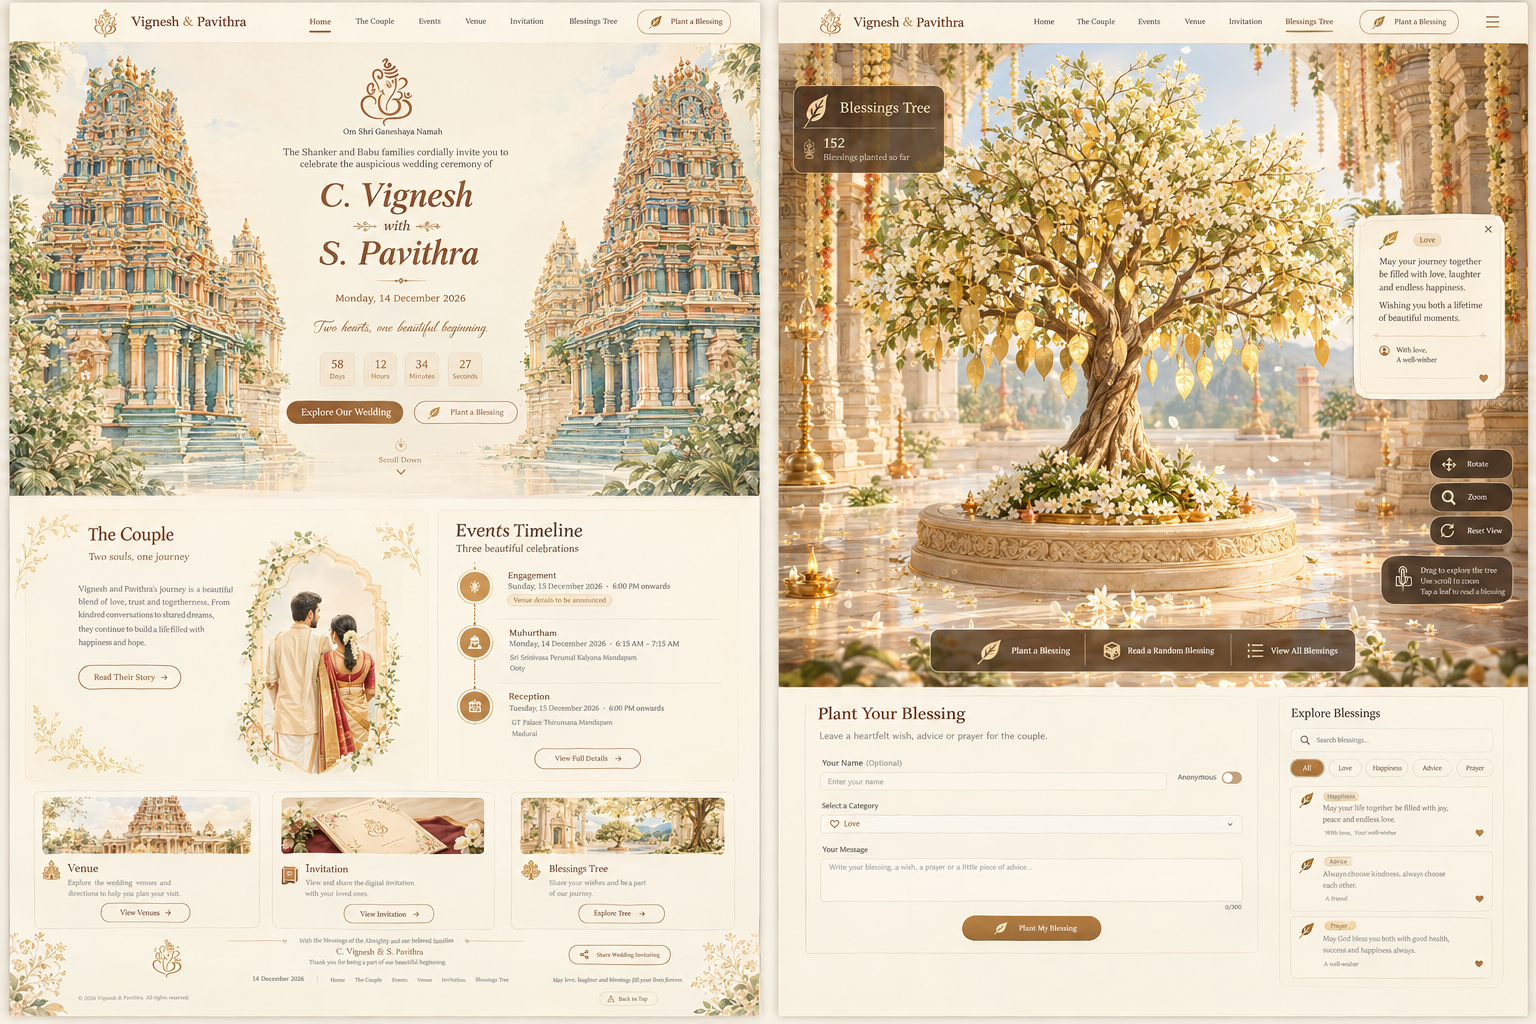 Vignesh & Pavithra
Home
The Couple
Events
Venue
Invitation
Blessings Tree
Plant a Blessing
Om Shri Ganeshaya Namah
The Shanker and Babu families cordially invite you to
celebrate the auspicious wedding ceremony of
C. Vignesh
with
S. Pavithra
Monday, 14 December 2026
Two hearts, one beautiful beginning.
58
Days
12
Hours
34
Minutes
27
Seconds
Explore Our Wedding
Plant a Blessing
Scroll Down
The Couple
Two souls, one journey
Vignesh and Pavithra's journey is a beautiful
blend of love, trust and togetherness. From
kindred conversations to shared dreams,
they continue to build a life filled with
happiness and hope.
Read Their Story →
Events Timeline
Three beautiful celebrations
Engagement
Sunday, 15 December 2026 · 6:00 PM onwards
Venue details to be announced
Muhurtham
Monday, 14 December 2026 · 6:15 AM – 7:15 AM
Sri Srinivasa Perumal Kalyana Mandapam
Ooty
Reception
Tuesday, 15 December 2026 · 6:00 PM onwards
GT Palace Thirumana Mandapam
Madurai
View Full Details →
Venue
Explore the wedding venues and
directions to help you plan your visit.
View Venues →
Invitation
View and share the digital invitation
with your loved ones.
View Invitation →
Blessings Tree
Share your wishes and be a part
of our journey.
Explore Tree →
With the blessings of the Almighty and our beloved families
C. Vignesh & S. Pavithra
Thank you for being a part of our beautiful beginning.
14 December 2026 | Home The Couple Events Venue Invitation Blessings Tree
Share Wedding Invitating
May love, laughter and blessings fill your lives forever.
Back to Top
© 2026 Vignesh & Pavithra. All rights reserved.
Vignesh & Pavithra
Home
The Couple
Events
Venue
Invitation
Blessings Tree
Plant a Blessing
Blessings Tree
152
Blessings planted so far
Love
May your journey together
be filled with love, laughter
and endless happiness.
Wishing you both a lifetime
of beautiful moments.
With love,
A well-wisher
Rotate
Zoom
Reset View
Drag to explore the tree
Use scroll to zoom
Tap a leaf to read a blessing
Plant a Blessing
Read a Random Blessing
View All Blessings
Plant Your Blessing
Leave a heartfelt wish, advice or prayer for the couple.
Your Name (Optional)
Enter your name
Anonymous
Select a Category
Love
Your Message
Write your blessing, a wish, a prayer or a little piece of advice...
0/300
Plant My Blessing
Explore Blessings
Search blessings...
All
Love
Happiness
Advice
Prayer
Happiness
May your life together be filled with joy,
peace and endless love.
With love, Your well-wisher
Advice
Always choose kindness, always choose
each other.
A friend
Prayer
May God bless you both with good health,
success and happiness always.
A well-wisher